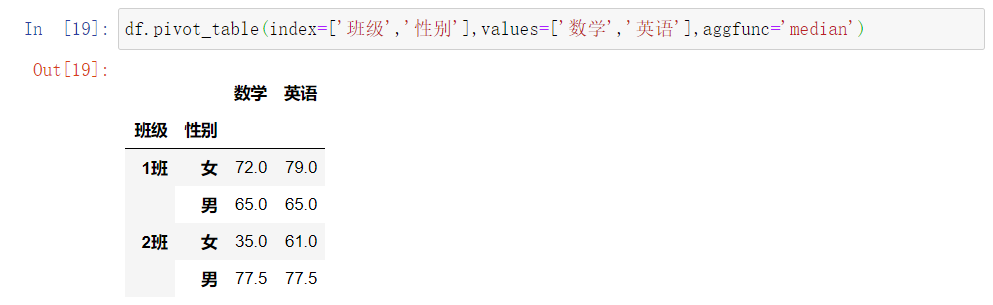 In [19]: df.pivot_table(index=['班级','性别'],values=['数学','英语'],aggfunc='median')
Out[19]:
数学 英语
班级 性别
1班 女 72.0 79.0
男 65.0 65.0
2班 女 35.0 61.0
男 77.5 77.5